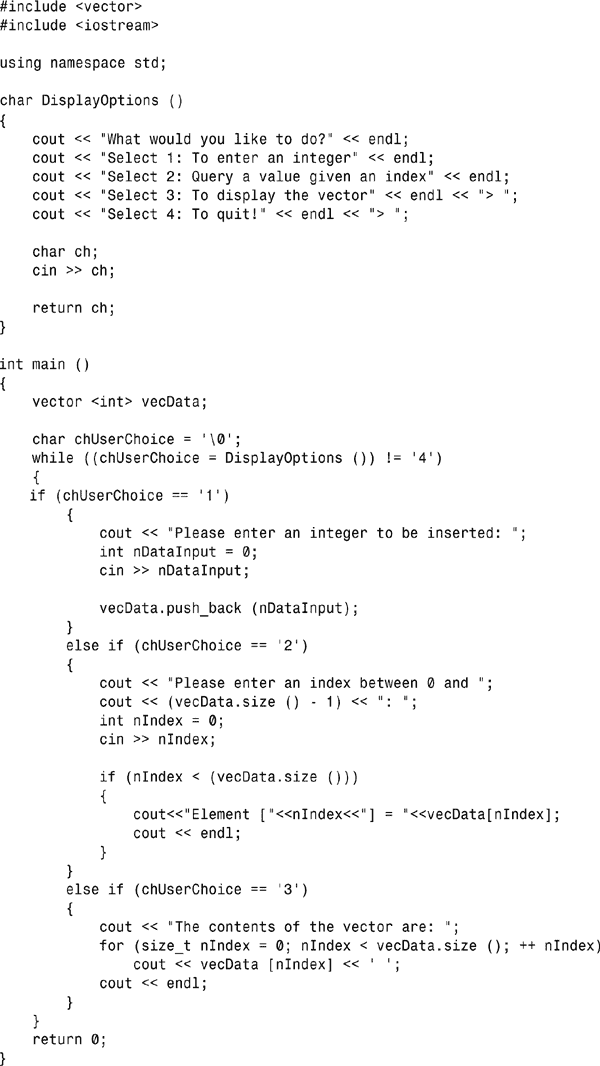 #include <vector>
#include <iostream>

using namespace std;

char DisplayOptions ()
{
    cout << "What would you like to do?" << endl;
    cout << "Select 1: To enter an integer" << endl;
    cout << "Select 2: Query a value given an index" << endl;
    cout << "Select 3: To display the vector" << endl << "> ";
    cout << "Select 4: To quit!" << endl << "> ";

    char ch;
    cin >> ch;

    return ch;
}

int main ()
{
    vector <int> vecData;

    char chUserChoice = '\0';
    while ((chUserChoice = DisplayOptions ()) != '4')
    {
    if (chUserChoice == '1')
        {
            cout << "Please enter an integer to be inserted: ";
            int nDataInput = 0;
            cin >> nDataInput;

            vecData.push_back (nDataInput);
        }
        else if (chUserChoice == '2')
        {
            cout << "Please enter an index between 0 and ";
            cout << (vecData.size () - 1) << ": ";
            int nIndex = 0;
            cin >> nIndex;

            if (nIndex < (vecData.size ()))
            {
                cout<<"Element ["<<nIndex<<"] = "<<vecData[nIndex];
                cout << endl;
            }
        }
        else if (chUserChoice == '3')
        {
            cout << "The contents of the vector are: ";
            for (size_t nIndex = 0; nIndex < vecData.size (); ++ nIndex)
                cout << vecData [nIndex] << ' ';
            cout << endl;
        }
    }
    return 0;
}